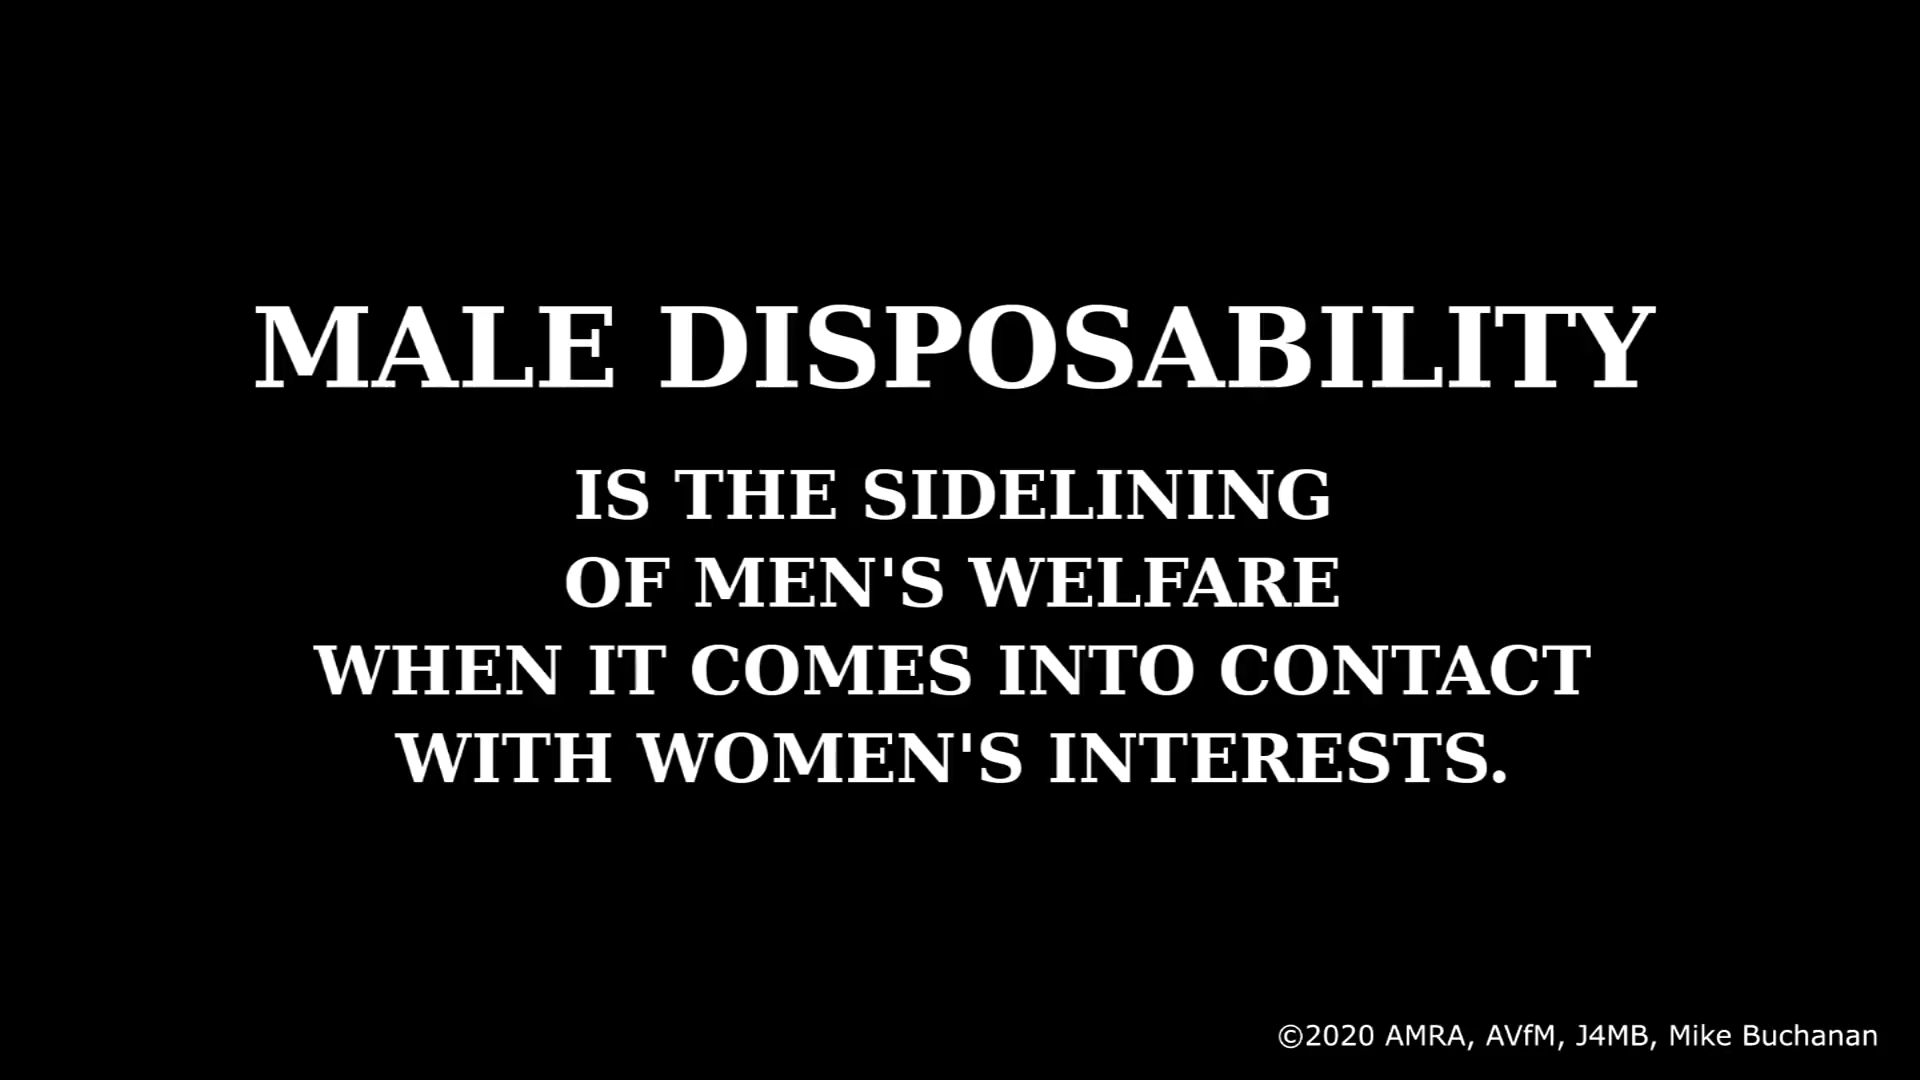 MALE DISPOSABILITY
IS THE SIDELINING
OF MEN'S WELFARE
WHEN IT COMES INTO CONTACT
WITH WOMEN'S INTERESTS.
©2020 AMRA, AVfM, J4MB, Mike Buchanan